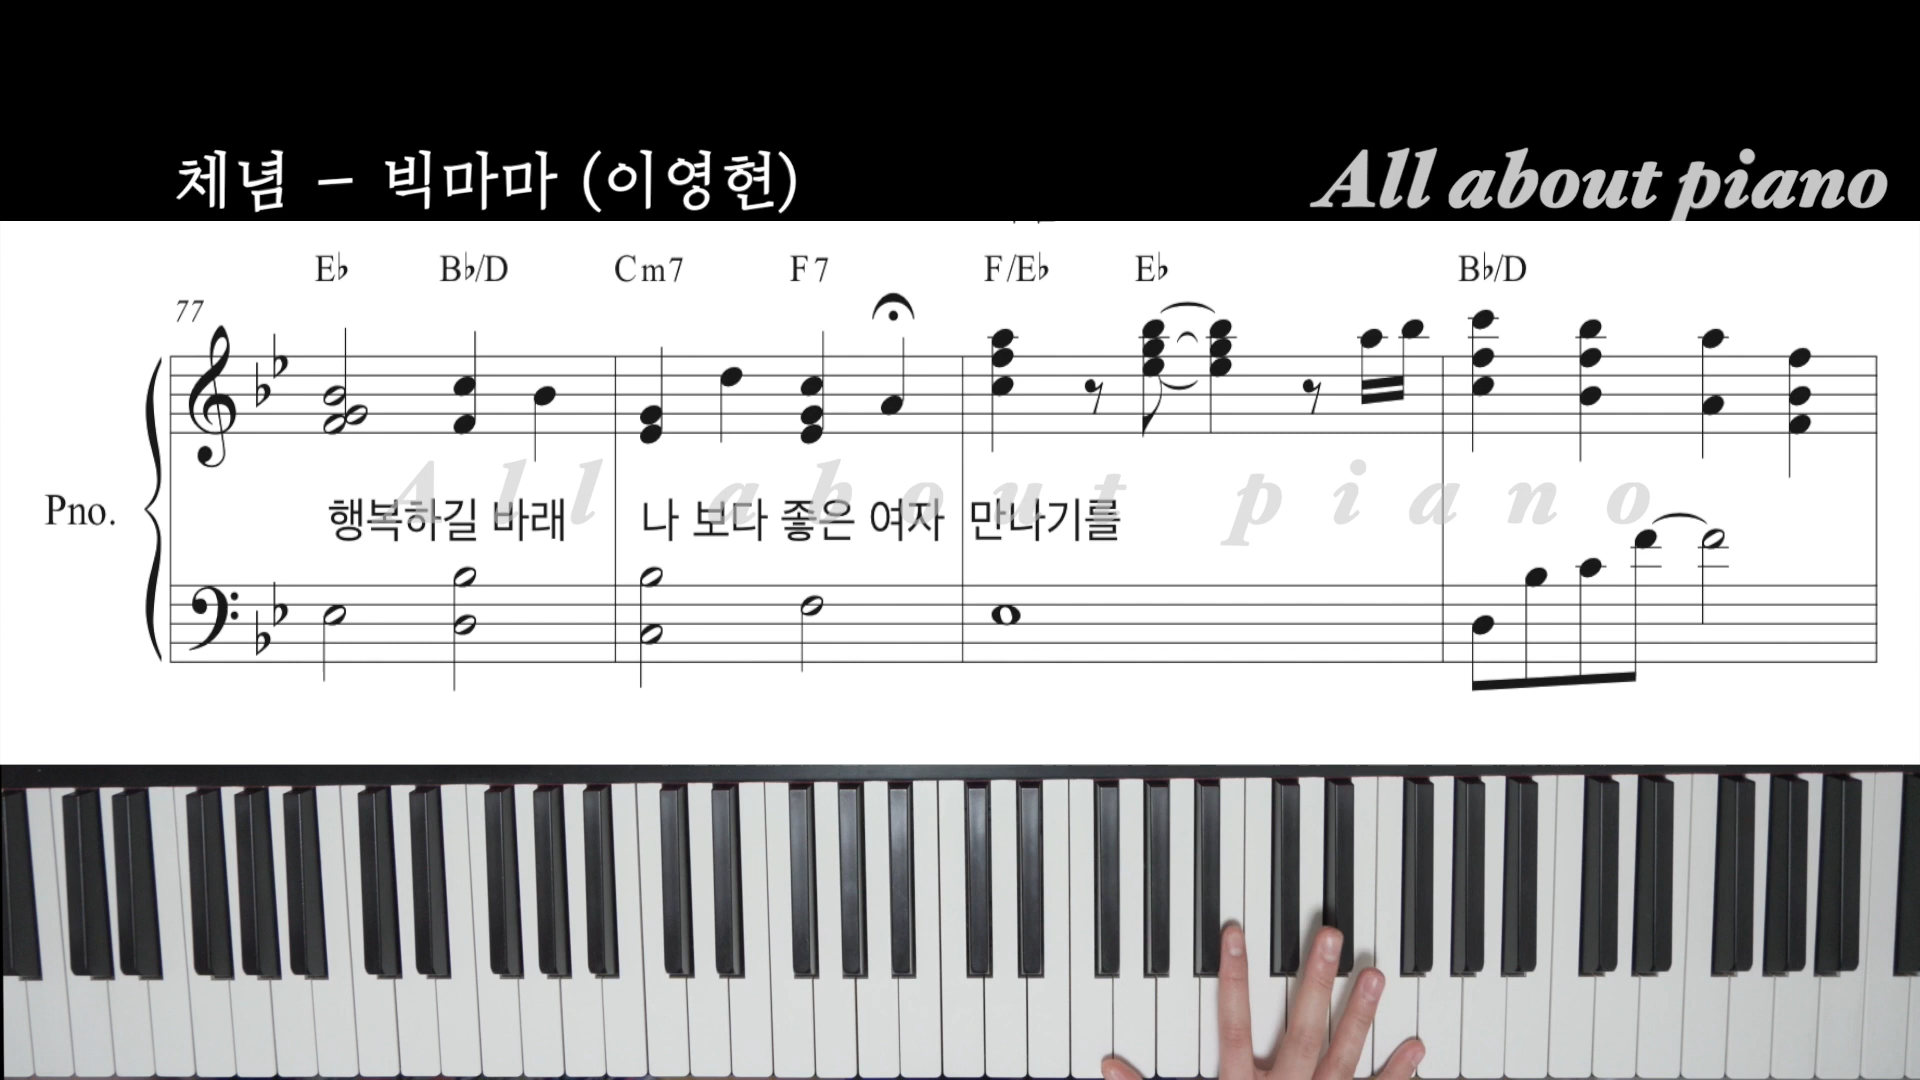 체념 - 빅마마 (이영현)
All about piano
E♭ B♭/D Cm7 F7 F/E♭ E♭ B♭/D
77
All about piano
Pno.
행복하길 바래 나 보다 좋은 여자 만나기를